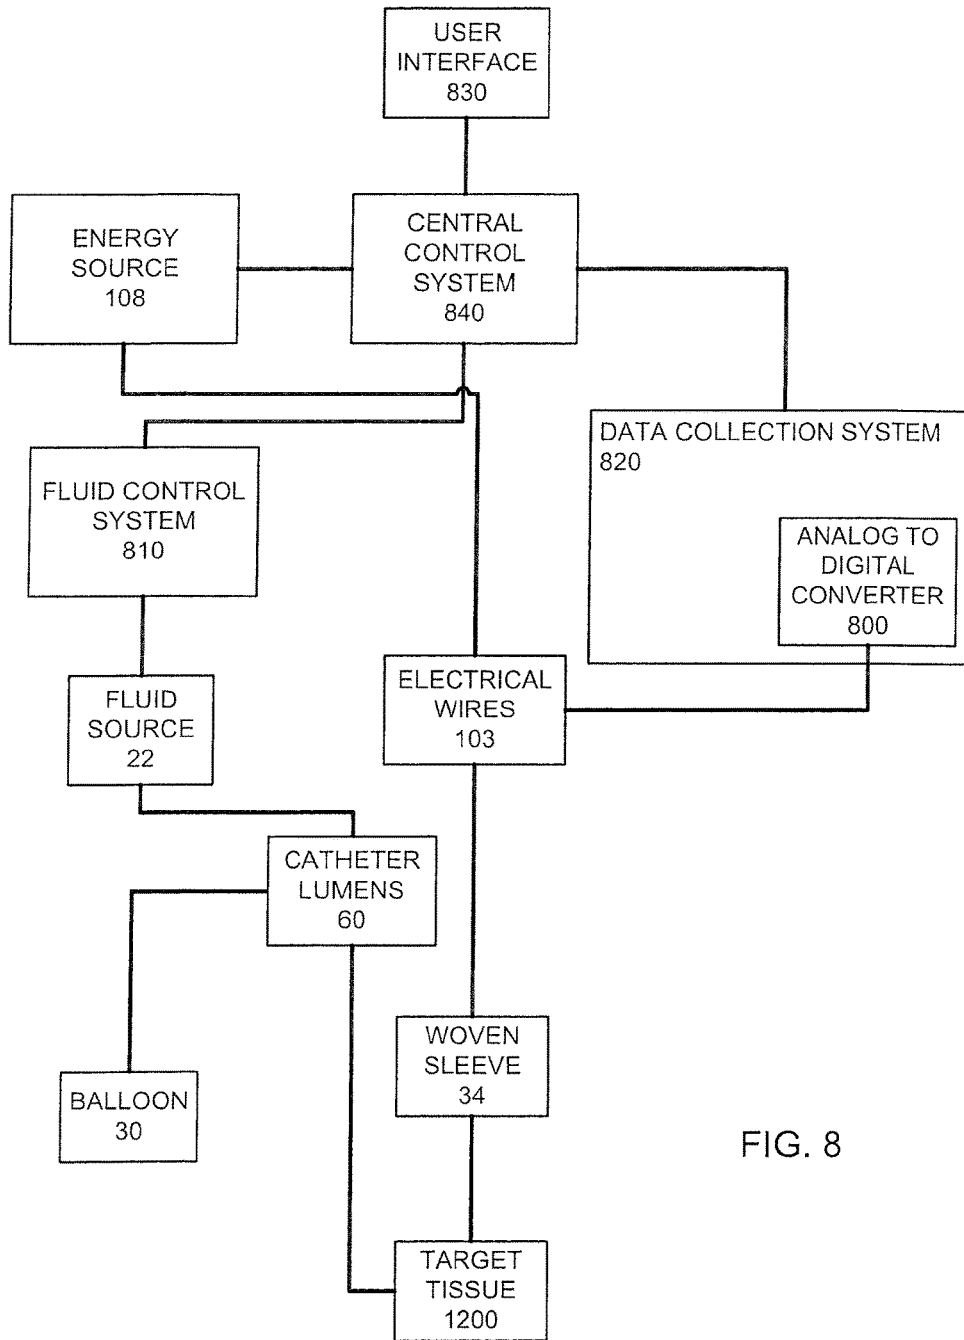 USER
INTERFACE
830
ENERGY
SOURCE
108
CENTRAL
CONTROL
SYSTEM
840
DATA COLLECTION SYSTEM
820
FLUID CONTROL
SYSTEM
810
ANALOG TO
DIGITAL
CONVERTER
800
ELECTRICAL
WIRES
103
FLUID
SOURCE
22
CATHETER
LUMENS
60
WOVEN
SLEEVE
34
BALLOON
30
FIG. 8
TARGET
TISSUE
1200